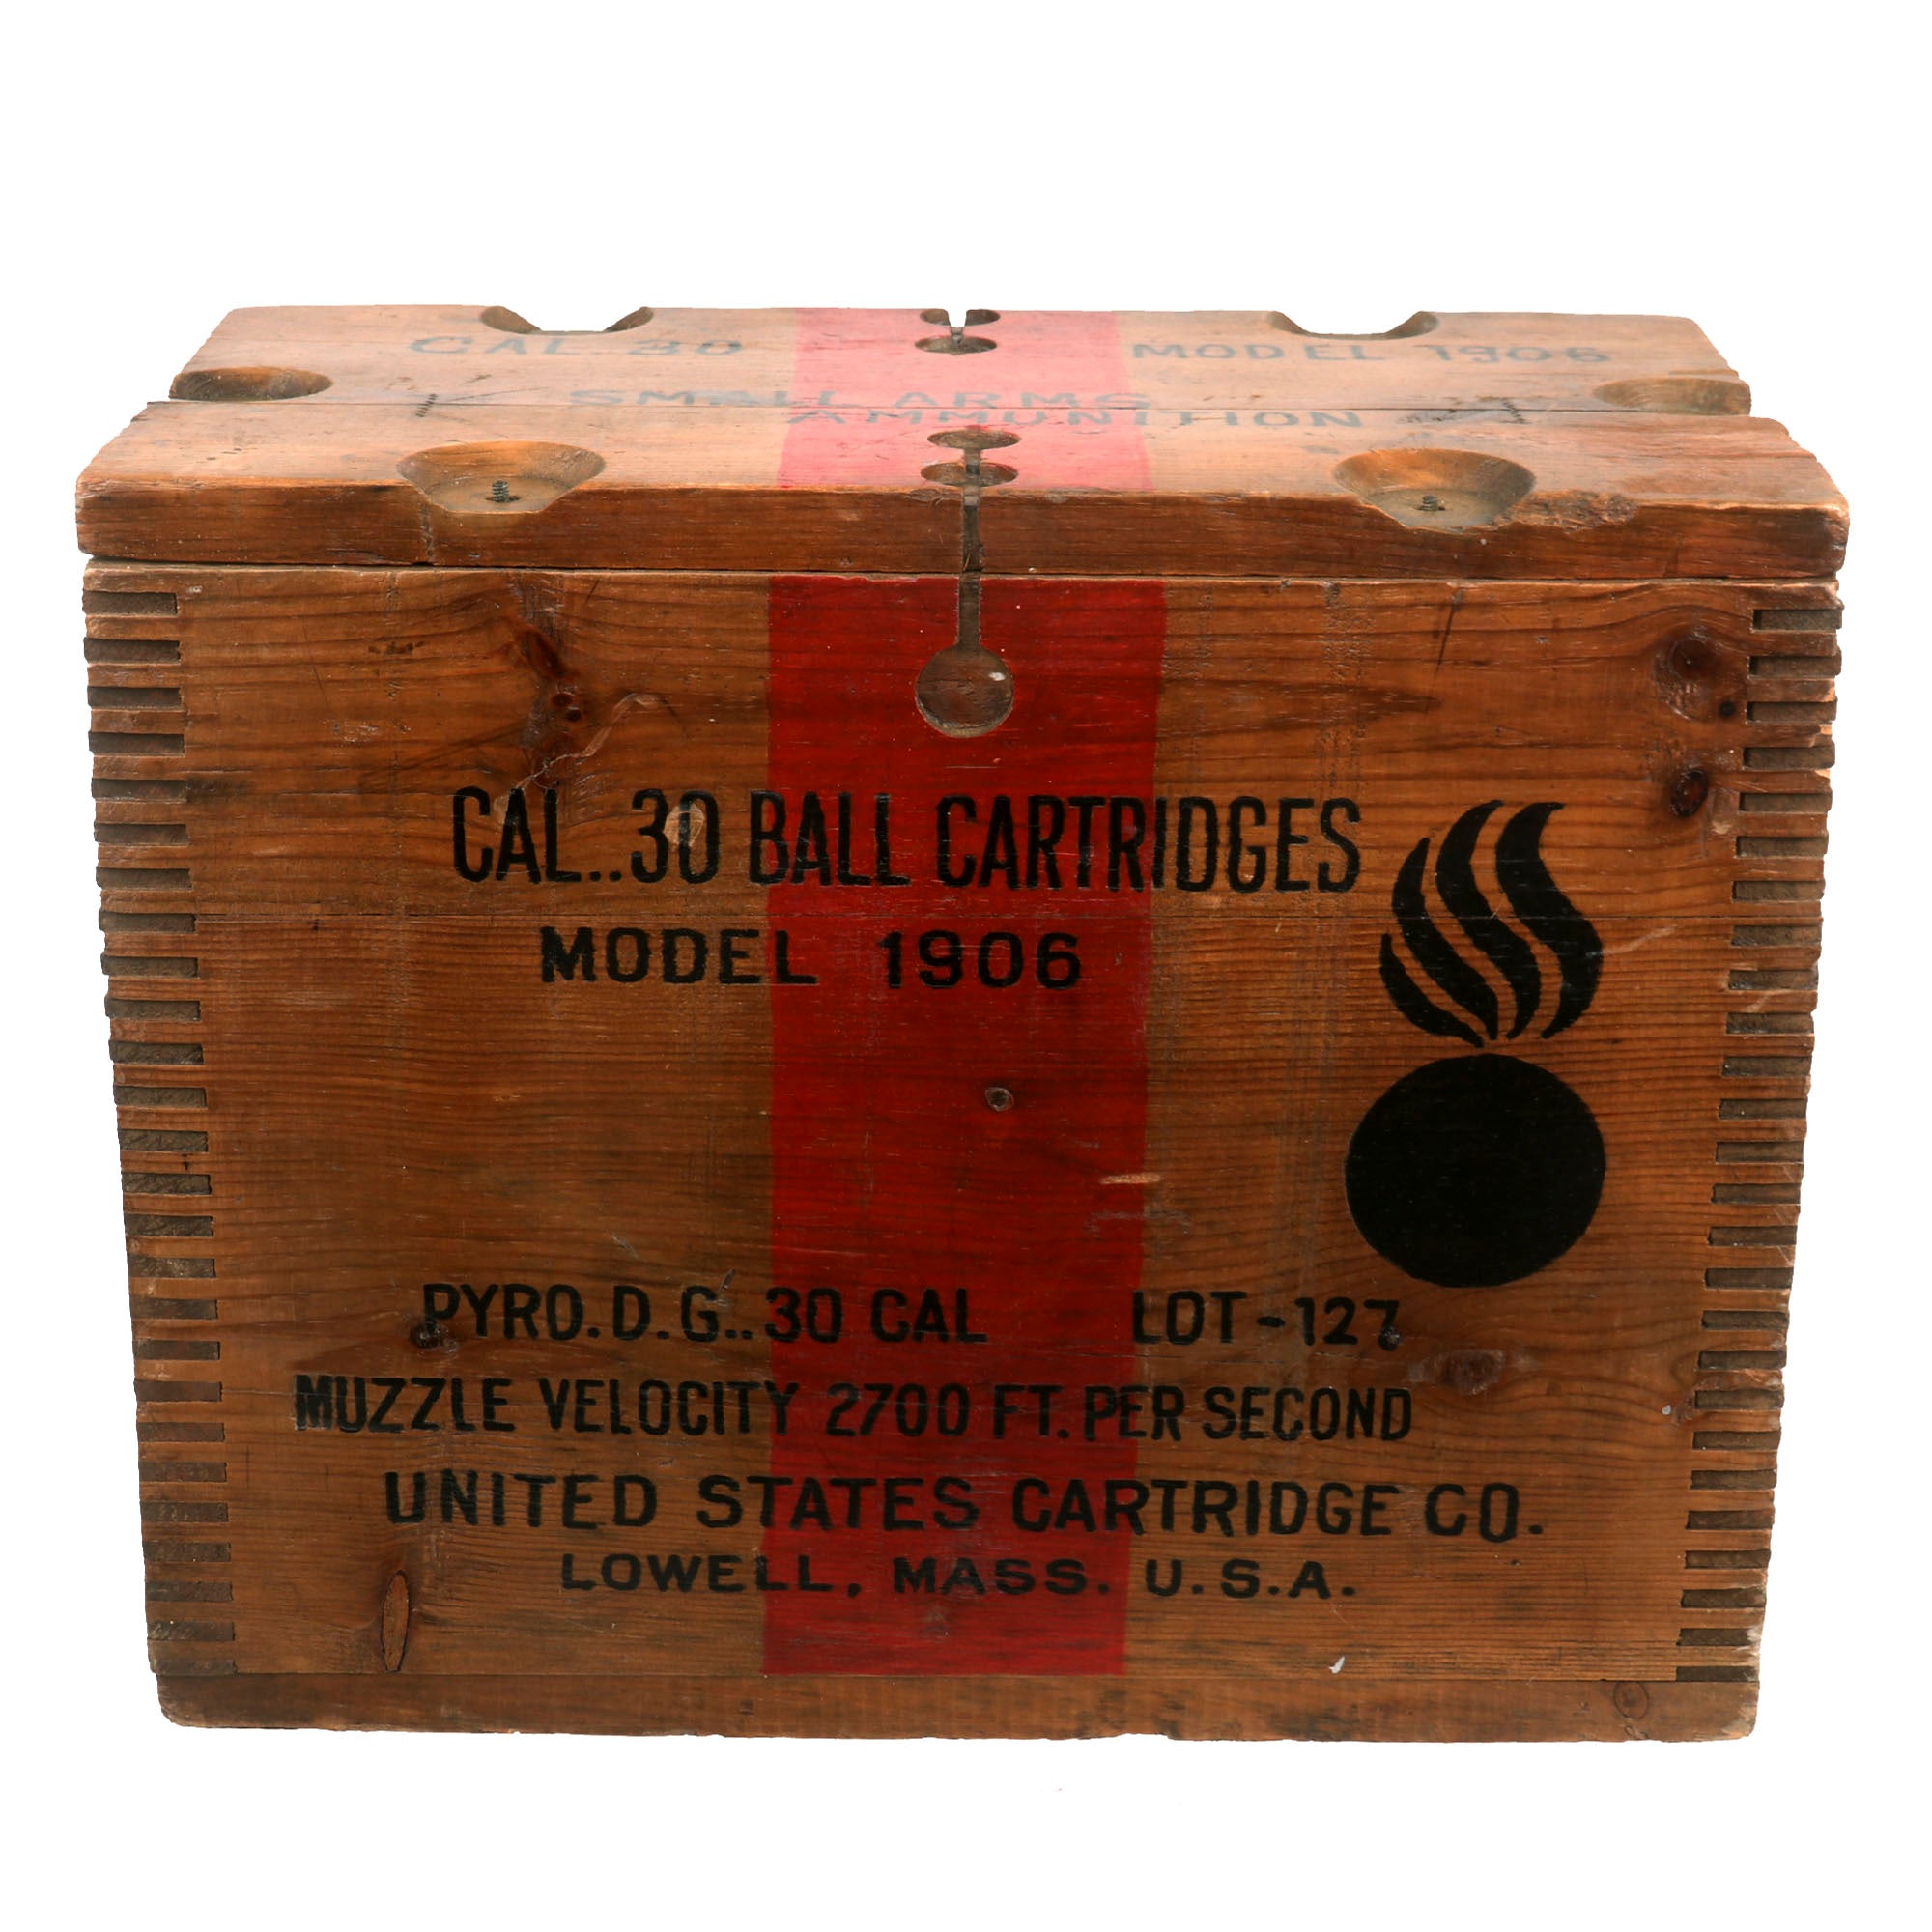 CAL .30 MODEL 1906
SMALL ARMS
AMMUNITION
CAL..30 BALL CARTRIDGES
MODEL 1906
PYRO.D.G..30 CAL LOT-127
MUZZLE VELOCITY 2700 FT. PER SECOND
UNITED STATES CARTRIDGE CO.
LOWELL, MASS. U.S.A.